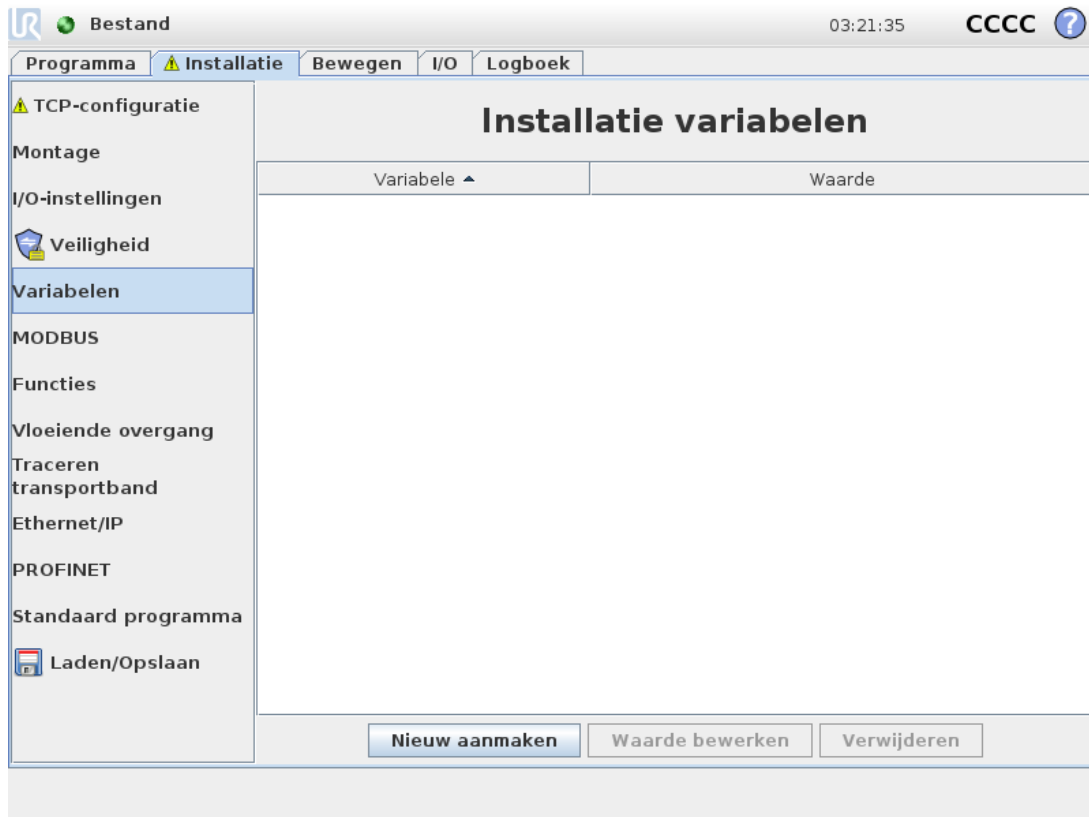 UR Bestand 03:21:35 CCCC ?
Programma Installatie Bewegen I/O Logboek
TCP-configuratie
Montage
I/O-instellingen
Veiligheid
Variabelen
MODBUS
Functies
Vloeiende overgang
Traceren
transportband
Ethernet/IP
PROFINET
Standaard programma
Laden/Opslaan
Installatie variabelen
Variabele Waarde
Nieuw aanmaken Waarde bewerken Verwijderen